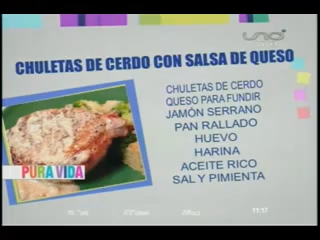 UNO
CHULETAS DE CERDO CON SALSA DE QUESO
CHULETAS DE CERDO
QUESO PARA FUNDIR
JAMÓN SERRANO
PAN RALLADO
HUEVO
HARINA
ACEITE RICO
SAL Y PIMIENTA
PURA VIDA
11:17